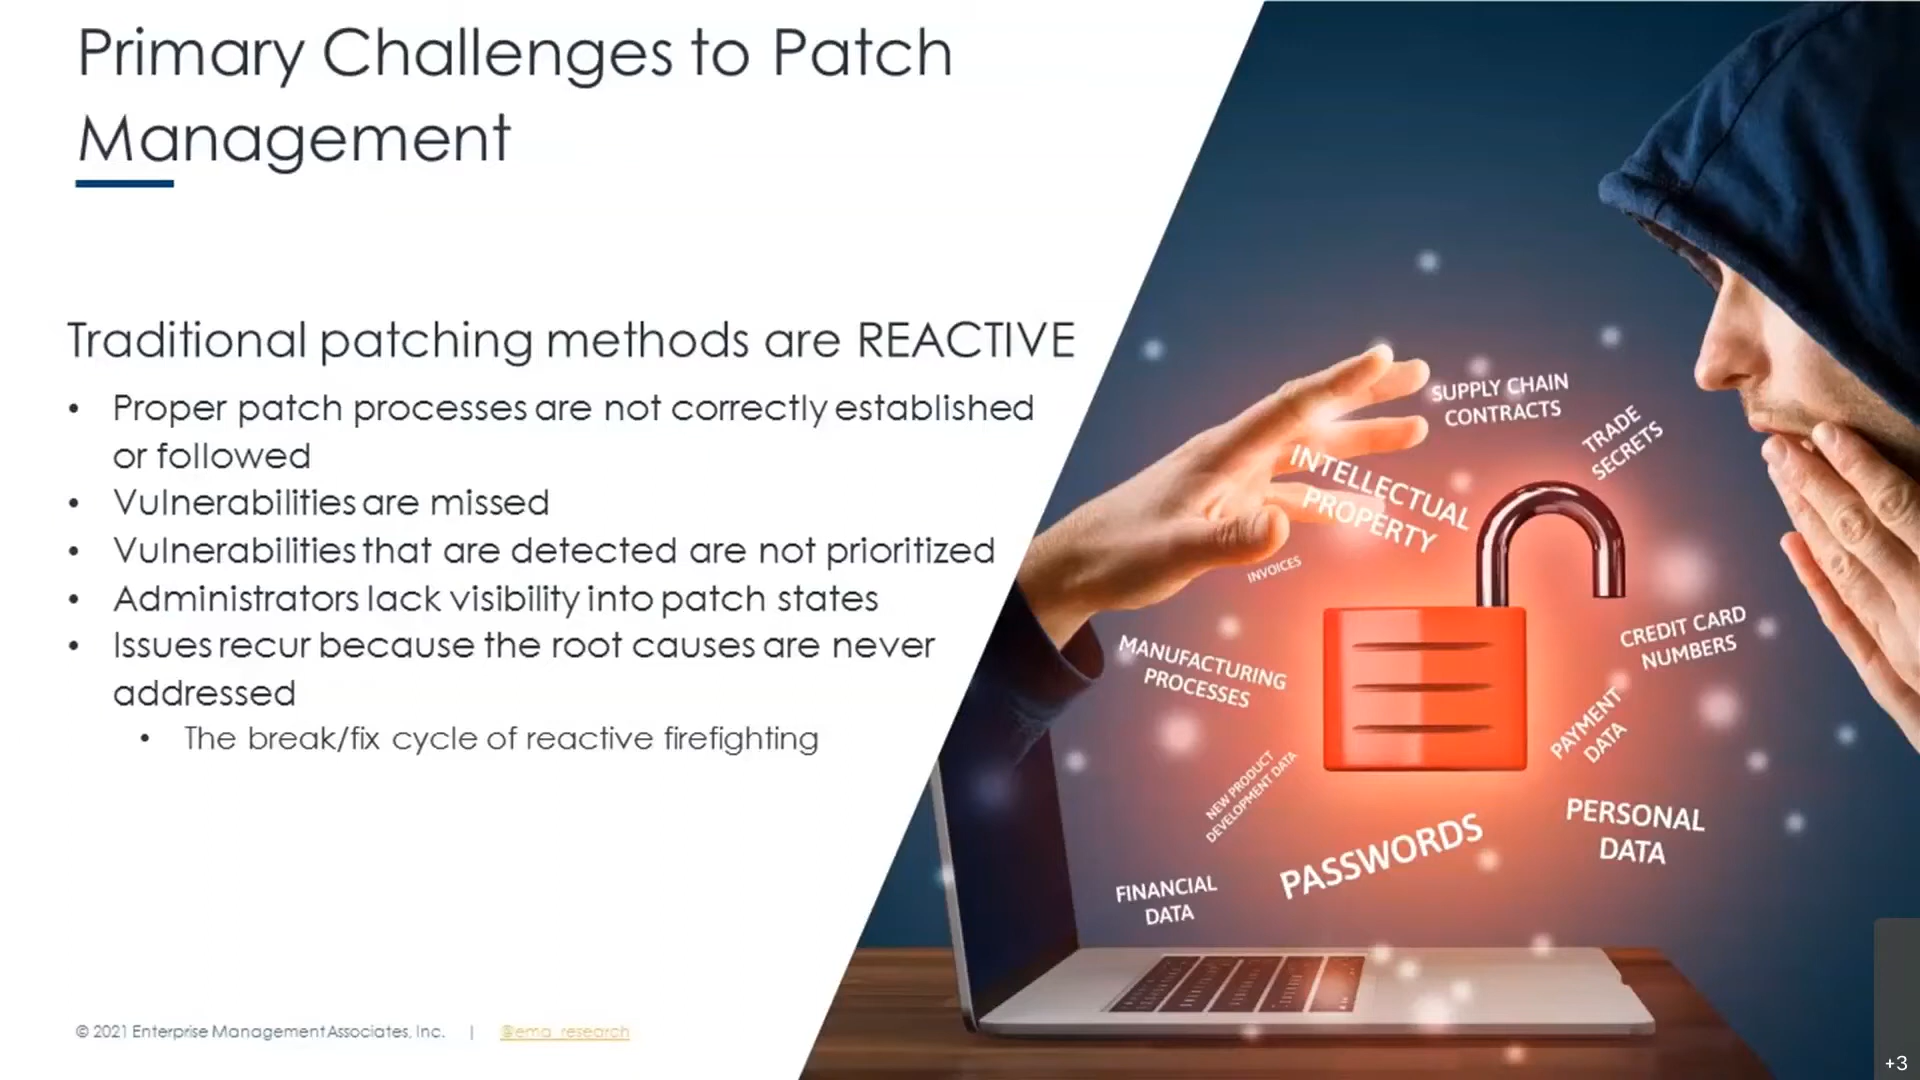 Primary Challenges to Patch
Management
Traditional patching methods are REACTIVE
• Proper patch processes are not correctly established
or followed
• Vulnerabilities are missed
• Vulnerabilities that are detected are not prioritized
• Administrators lack visibility into patch states
• Issues recur because the root causes are never
addressed
• The break/fix cycle of reactive firefighting
© 2021 Enterprise Management Associates, Inc. | @ema_research
SUPPLY CHAIN
CONTRACTS
TRADE
SECRETS
INTELLECTUAL
PROPERTY
INVOICES
MANUFACTURING
PROCESSES
CREDIT CARD
NUMBERS
PAYMENT
DATA
NEW PRODUCT
DEVELOPMENT DATA
PERSONAL
DATA
PASSWORDS
FINANCIAL
DATA
+3